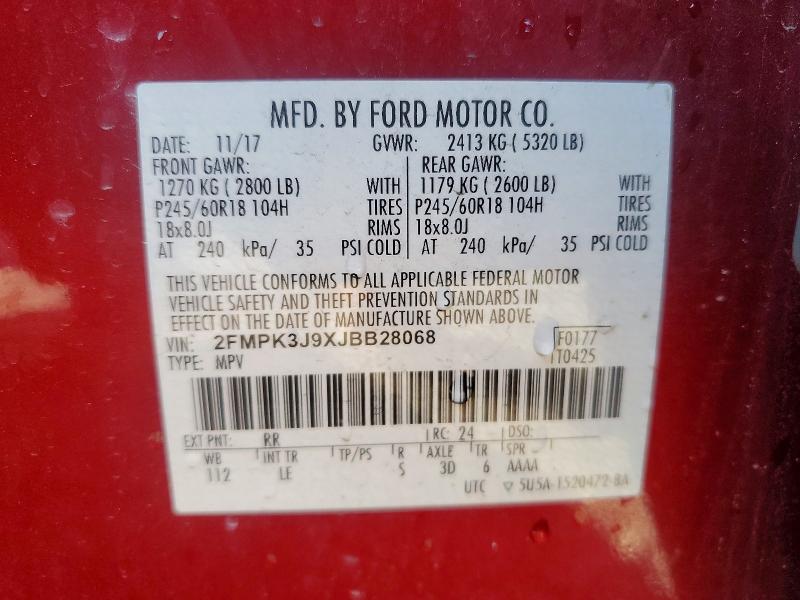 MFD. BY FORD MOTOR CO.
DATE: 11/17 GVWR: 2413 KG ( 5320 LB)
FRONT GAWR: REAR GAWR:
1270 KG ( 2800 LB) WITH 1179 KG ( 2600 LB) WITH
P245/60R18 104H TIRES P245/60R18 104H TIRES
18x8.0J RIMS 18x8.0J RIMS
AT 240 kPa/ 35 PSI COLD AT 240 kPa/ 35 PSI COLD
THIS VEHICLE CONFORMS TO ALL APPLICABLE FEDERAL MOTOR
VEHICLE SAFETY AND THEFT PREVENTION STANDARDS IN
EFFECT ON THE DATE OF MANUFACTURE SHOWN ABOVE.
VIN: 2FMPK3J9XJBB28068 F0177
TYPE: MPV T0425
EXT PNT: RR RC: 24 DSO:
WB INT TR TP/PS R AXLE TR SPR
112 LE S 3D 6 AAAA
UTC ▽ 5U5A-1520472-BA